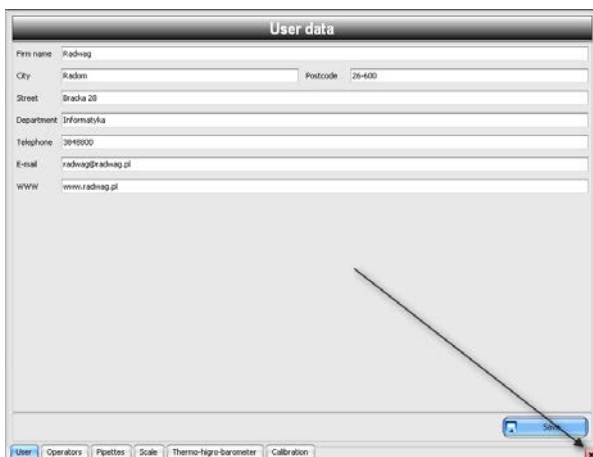 User data
Firm name Radwag
City Radom Postcode 26-600
Street Bracka 28
Department Informatyka
Telephone 3848800
E-mail radwag@radwag.pl
WWW www.radwag.pl
Save
User Operators Pipettes Scale Thermo-higro-barometer Calibration